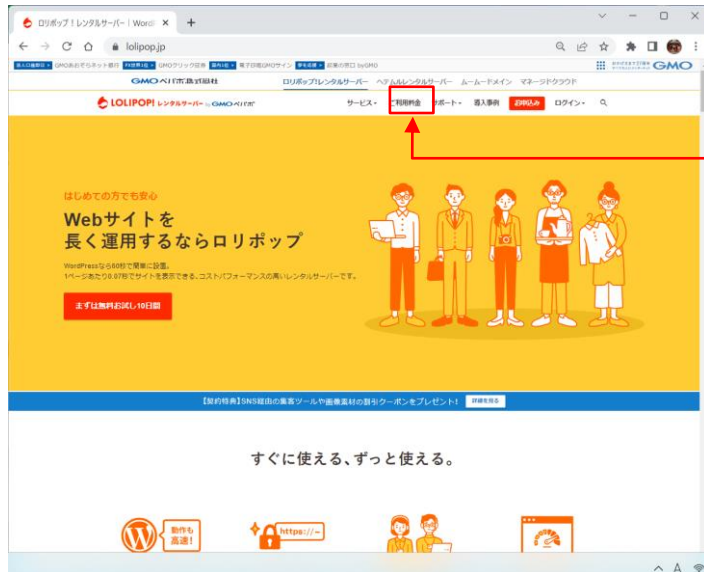 ロリポップ！レンタルサーバー | Word
lolipop.jp
GMO
GMOペパボ株式会社 ロリポップレンタルサーバー ヘテムルレンタルサーバー ムームードメイン マネージドクラウド
LOLIPOP! レンタルサーバー by GMOペパボ サービス ご利用料金 サポート 導入事例 お申込み ログイン
はじめての方でも安心
Webサイトを
長く運用するならロリポップ
WordPressなら60秒で簡単に設置。
1ページあたり0.07秒でサイトを表示できる、コストパフォーマンスの高いレンタルサーバーです。
まずは無料お試し10日間
【契約特典】SNS経由の集客ツールや画像素材の割引クーポンをプレゼント！ 詳細を見る
すぐに使える、ずっと使える。
動作も
高速！
https://~
A